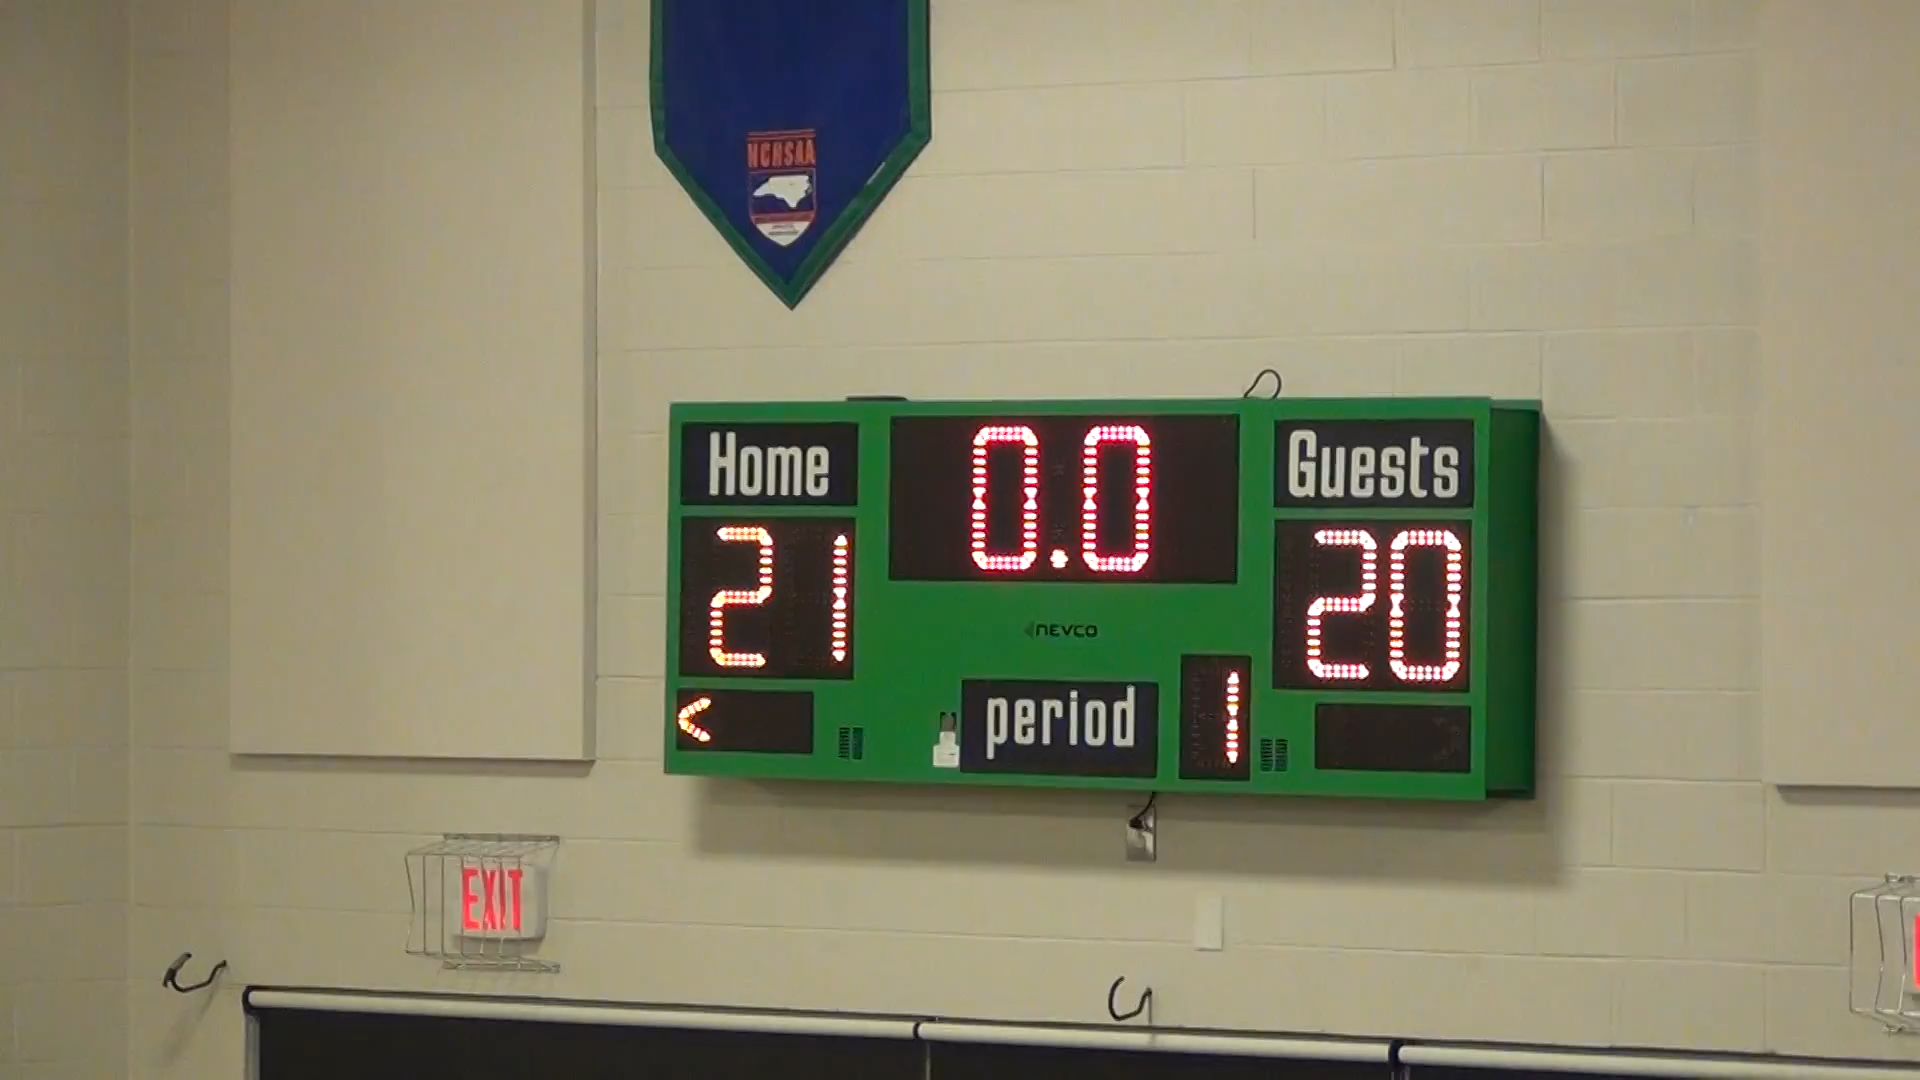 NCHSAA
Home
0.0
Guests
21
20
NEVCO
<
period
1
EXIT